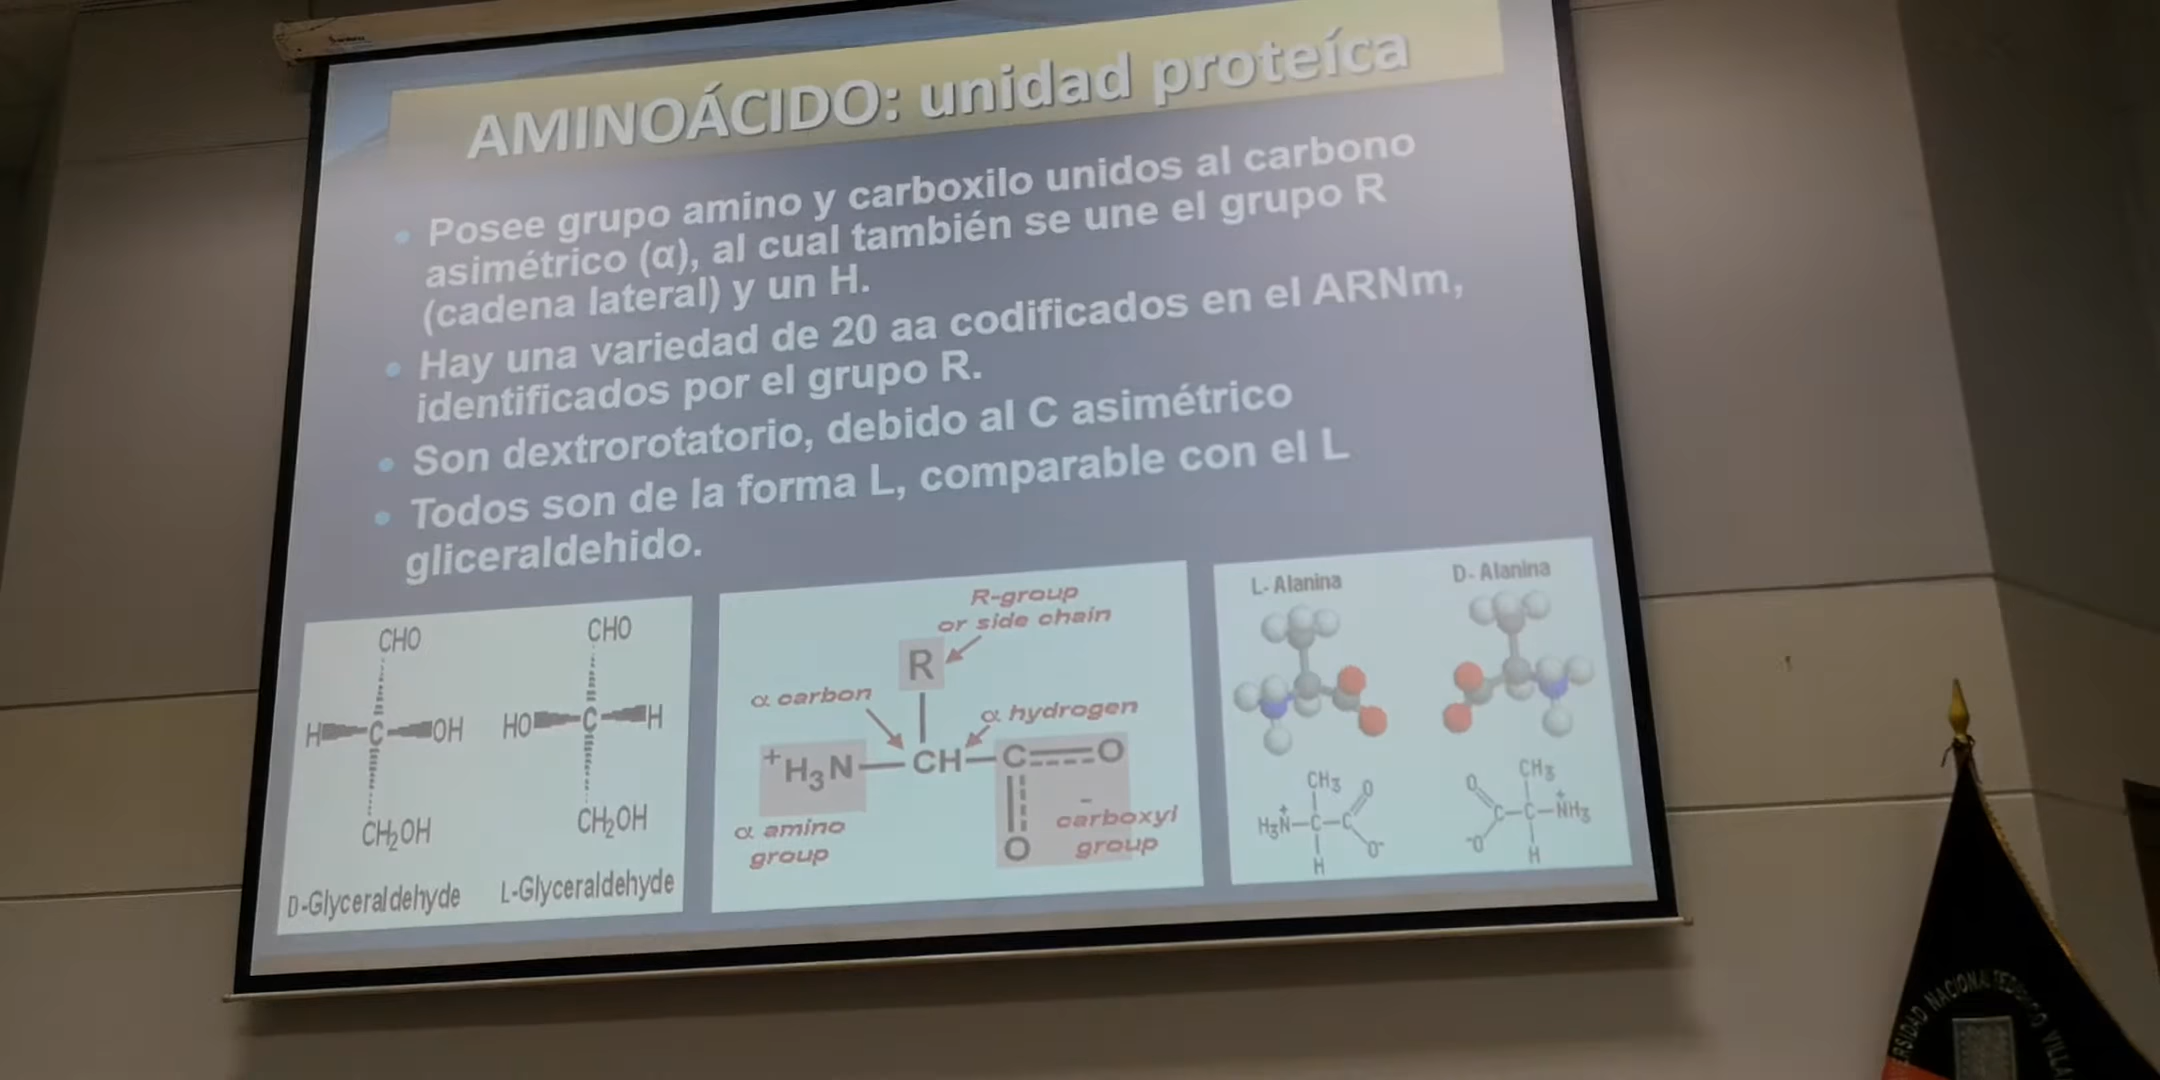 AMINOÁCIDO: unidad proteíca
• Posee grupo amino y carboxilo unidos al carbono
asimétrico (α), al cual también se une el grupo R
(cadena lateral) y un H.
• Hay una variedad de 20 aa codificados en el ARNm,
identificados por el grupo R.
• Son dextrorotatorio, debido al C asimétrico
• Todos son de la forma L, comparable con el L
gliceraldehido.
CHO
H C OH
CH₂OH
D-Glyceraldehyde
CHO
HO C H
CH₂OH
L-Glyceraldehyde
R-group
or side chain
R
α carbon
α hydrogen
⁺H₃N CH C O
α amino
group
O
-
carboxyl
group
L- Alanina
CH₃ O
H₃N⁺ C C
O⁻
H
D- Alanina
O CH₃
C C NH₃⁺
⁻O
H
NACIONAL